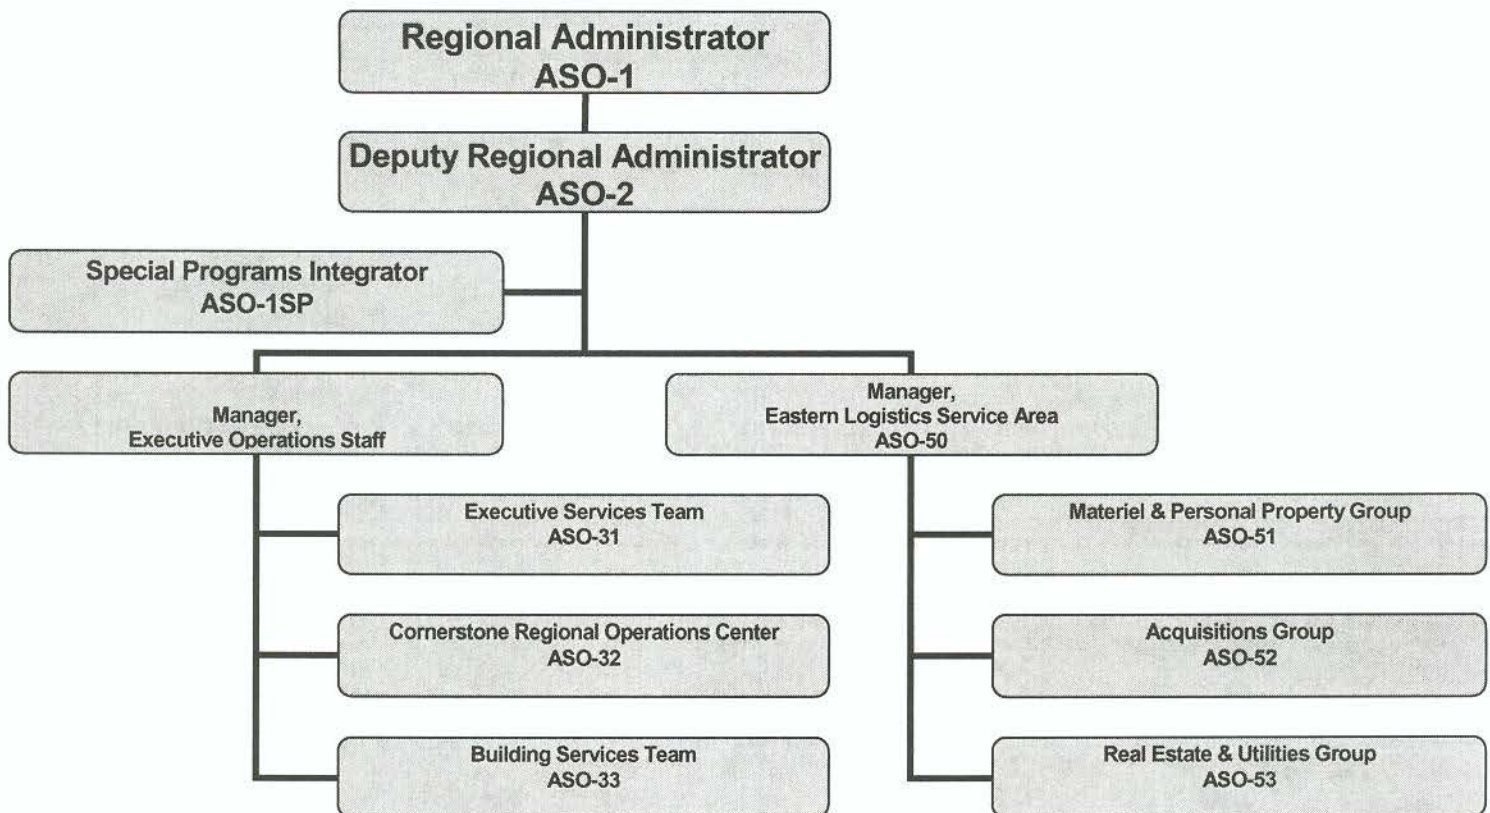 Regional Administrator
ASO-1
Deputy Regional Administrator
ASO-2
Special Programs Integrator
ASO-1SP
Manager,
Executive Operations Staff
Manager,
Eastern Logistics Service Area
ASO-50
Executive Services Team
ASO-31
Materiel & Personal Property Group
ASO-51
Cornerstone Regional Operations Center
ASO-32
Acquisitions Group
ASO-52
Building Services Team
ASO-33
Real Estate & Utilities Group
ASO-53